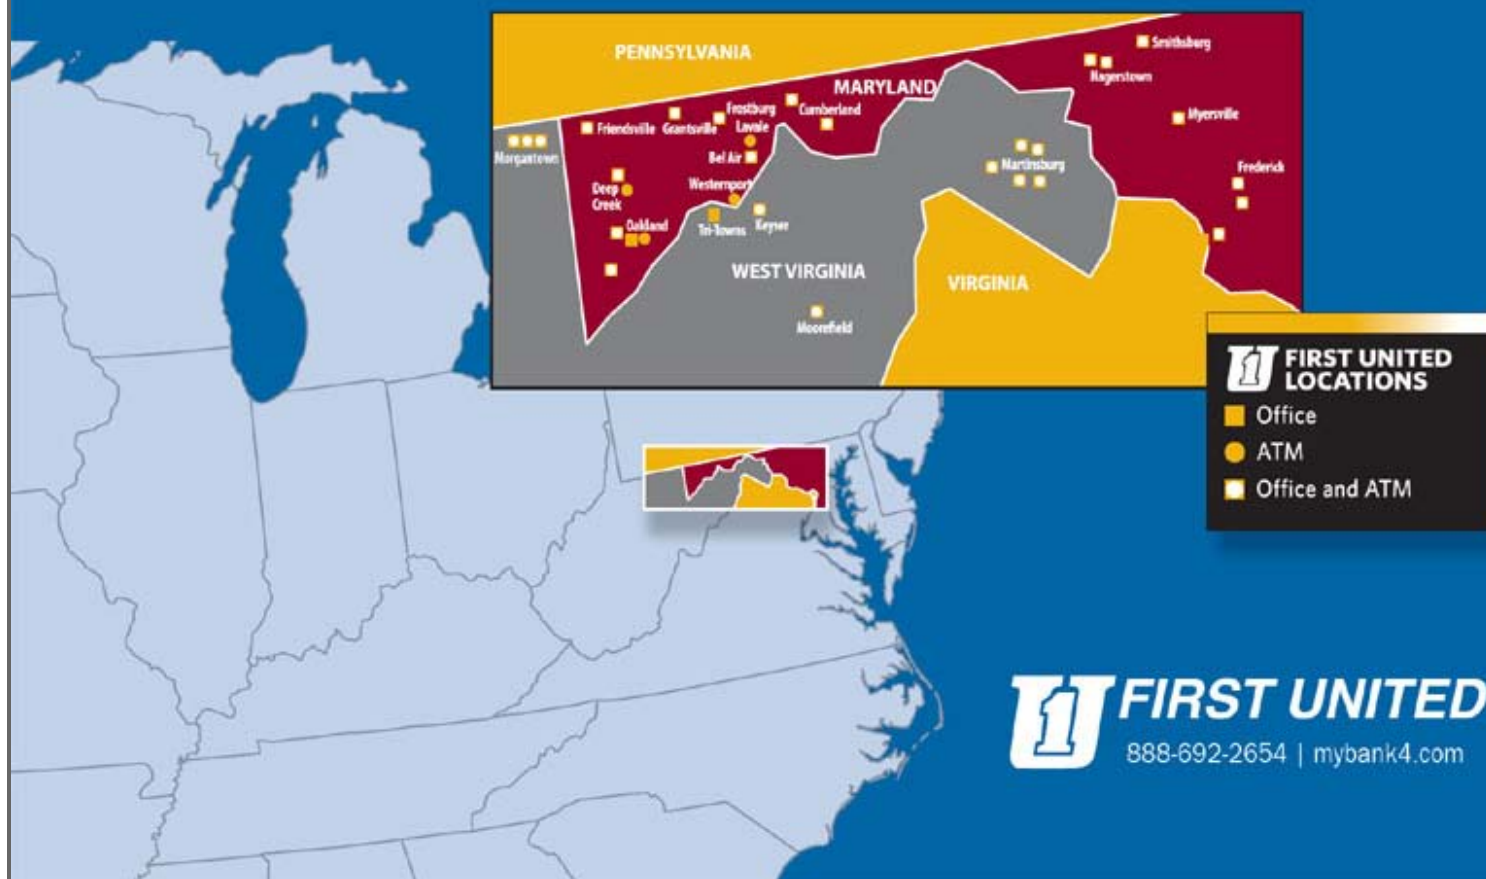 PENNSYLVANIA
Smithsburg
Hagerstown
MARYLAND
Frostburg
Cumberland
Myersville
Friendsville
Grantsville
Lavale
Morgantown
Bel Air
Martinsburg
Frederick
Deep
Creek
Westernport
Oakland
Tri-Towns
Keyser
WEST VIRGINIA
VIRGINIA
Moorefield
1
FIRST UNITED
LOCATIONS
Office
ATM
Office and ATM
1
FIRST UNITED
888-692-2654 | mybank4.com